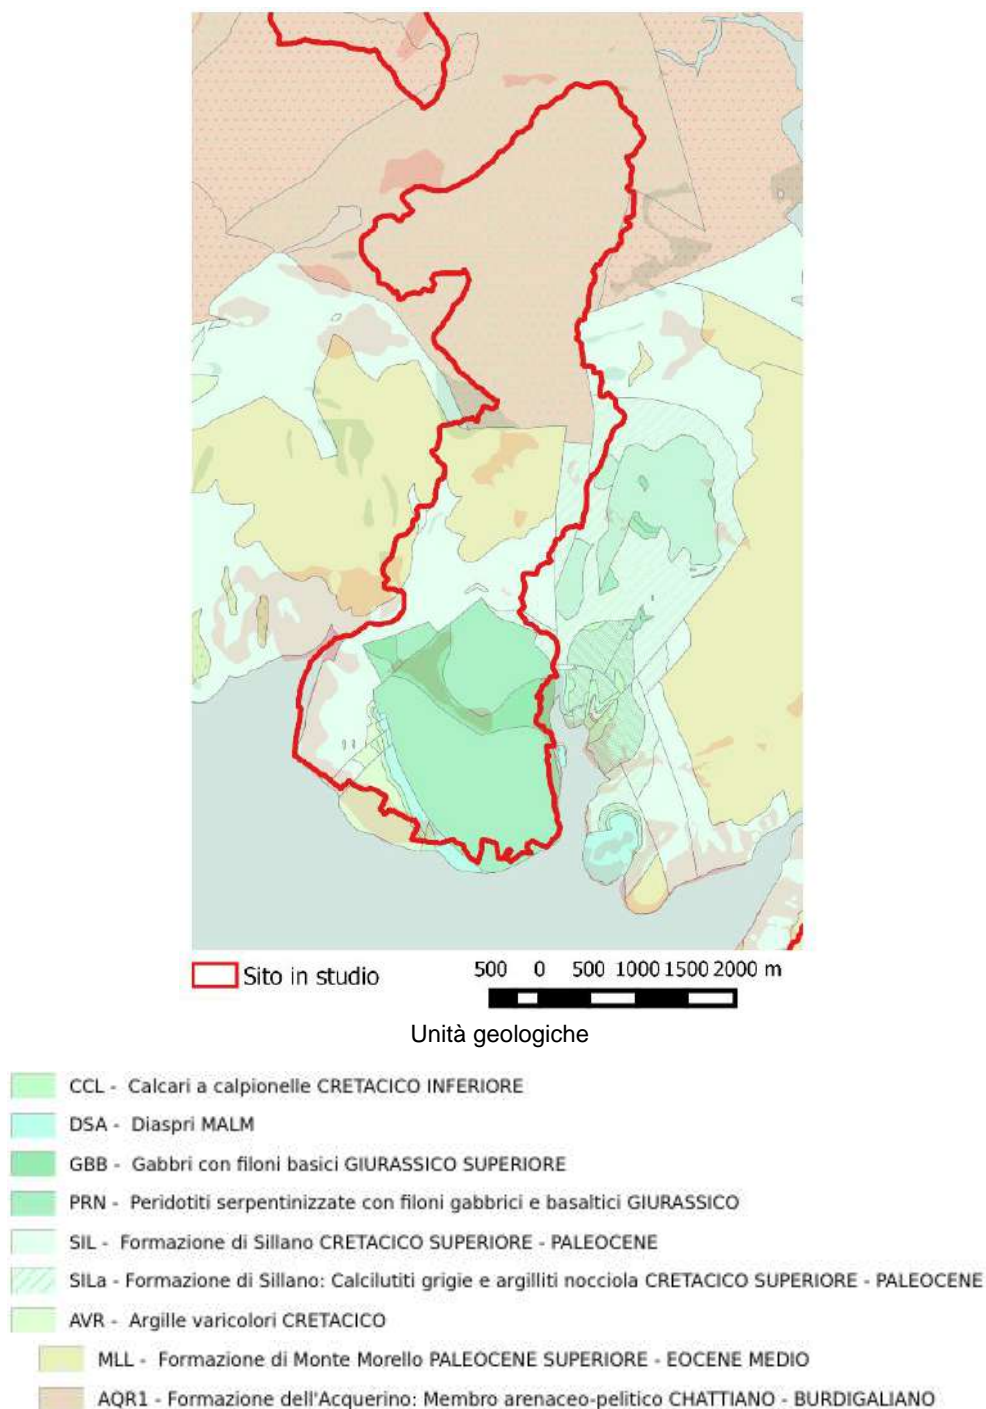 Sito in studio
500 0 500 1000 1500 2000 m
Unità geologiche
CCL - Calcari a calpionelle CRETACICO INFERIORE
DSA - Diaspri MALM
GBB - Gabbri con filoni basici GIURASSICO SUPERIORE
PRN - Peridotiti serpentinizzate con filoni gabbrici e basaltici GIURASSICO
SIL - Formazione di Sillano CRETACICO SUPERIORE - PALEOCENE
SILa - Formazione di Sillano: Calcilutiti grigie e argilliti nocciola CRETACICO SUPERIORE - PALEOCENE
AVR - Argille varicolori CRETACICO
MLL - Formazione di Monte Morello PALEOCENE SUPERIORE - EOCENE MEDIO
AQR1 - Formazione dell'Acquerino: Membro arenaceo-pelitico CHATTIANO - BURDIGALIANO